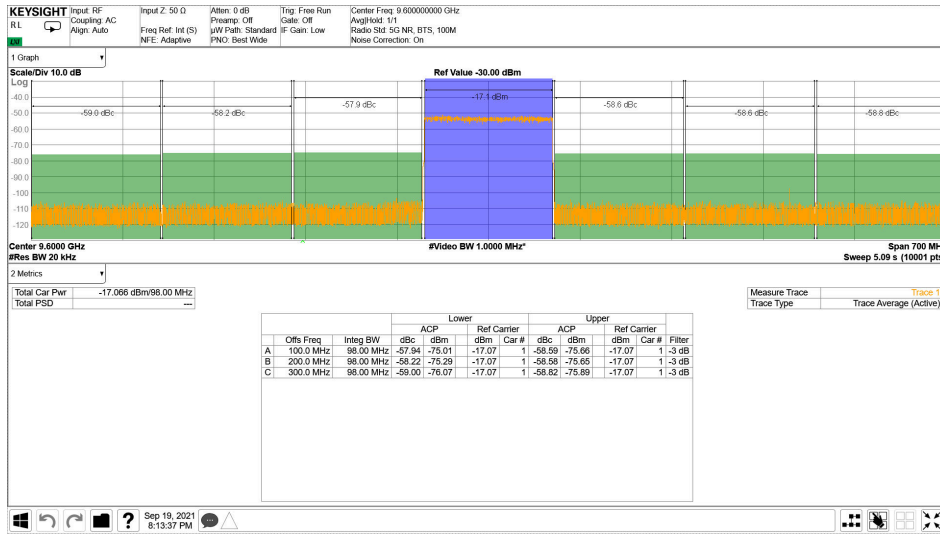 KEYSIGHT Input: RF Input Z: 50 Ω Atten: 0 dB Trig: Free Run Center Freq: 9.600000000 GHz
RL Coupling: AC Preamp: Off Gate: Off Avg|Hold: 1/1
Align: Auto Freq Ref: Int (S) µW Path: Standard IF Gain: Low Radio Std: 5G NR, BTS, 100M
NFE: Adaptive PNO: Best Wide Noise Correction: On
1 Graph
Scale/Div 10.0 dB Ref Value -30.00 dBm
Log
-40.0 -17.1 dBm
-57.9 dBc -58.6 dBc
-50.0 -59.0 dBc -58.2 dBc -58.6 dBc -58.8 dBc
-60.0
-70.0
-80.0
-90.0
-100
-110
-120
Center 9.6000 GHz #Video BW 1.0000 MHz* Span 700 MH
#Res BW 20 kHz Sweep 5.09 s (10001 pts
2 Metrics
Total Car Pwr -17.066 dBm/98.00 MHz Measure Trace Trace 1
Total PSD --- Trace Type Trace Average (Active)
Lower Upper
ACP Ref Carrier ACP Ref Carrier
Offs Freq Integ BW dBc dBm dBm Car # dBc dBm dBm Car # Filter
A 100.0 MHz 98.00 MHz -57.94 -75.01 -17.07 1 -58.59 -75.66 -17.07 1 -3 dB
B 200.0 MHz 98.00 MHz -58.22 -75.29 -17.07 1 -58.58 -75.65 -17.07 1 -3 dB
C 300.0 MHz 98.00 MHz -59.00 -76.07 -17.07 1 -58.82 -75.89 -17.07 1 -3 dB
? Sep 19, 2021
8:13:37 PM